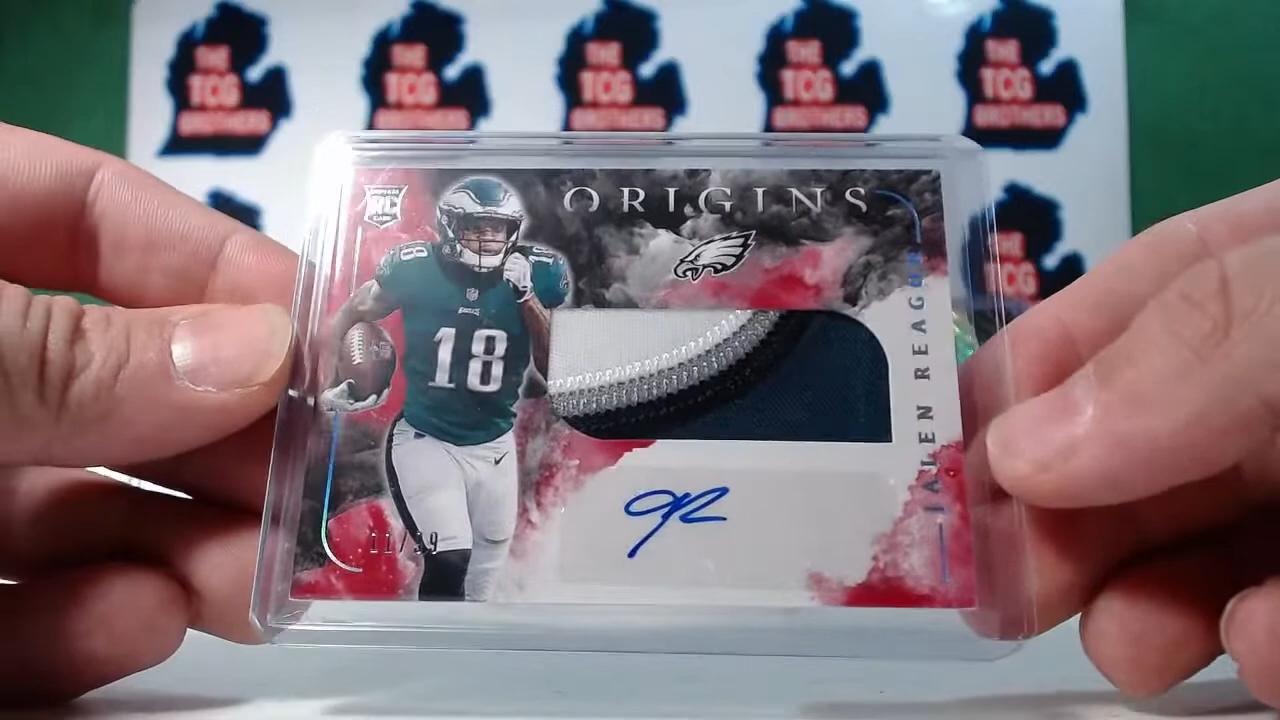 THE
TCG
BROTHERS
THE
TCG
BROTHERS
THE
TCG
BROTHERS
THE
TCG
BROTHERS
THE
TCG
BROTHERS
ORIGINS
18
18
18
JALEN REAGOR